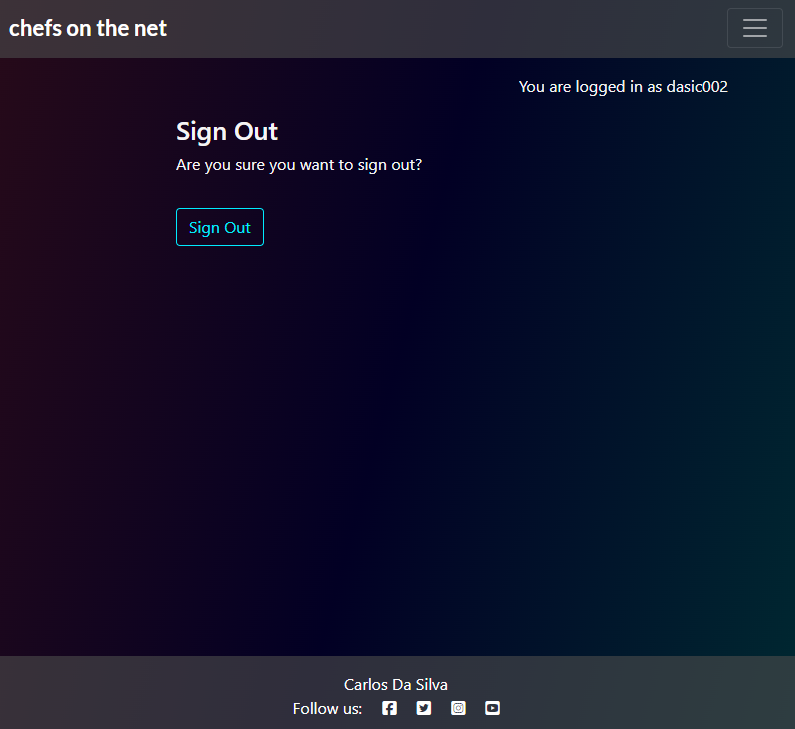 chefs on the net
You are logged in as dasic002
Sign Out
Are you sure you want to sign out?
Sign Out
Carlos Da Silva
Follow us: